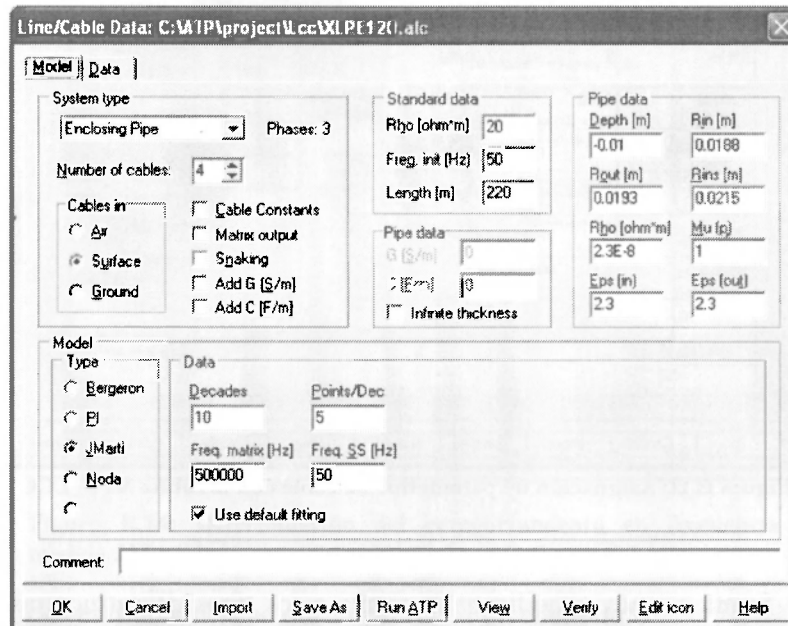 Line/Cable Data: C:\ATP\project\Lcc\XLPE120.alc
Model Data
System type
Enclosing Pipe Phases: 3
Number of cables: 4
Cables in
Air
Surface
Ground
Cable Constants
Matrix output
Snaking
Add G [S/m]
Add C [F/m]
Standard data
Rho [ohm*m] 20
Freq. init [Hz] 50
Length [m] 220
Pipe data
G [S/m] 0
C [F/m] 0
Infinite thickness
Pipe data
Depth [m] Rin [m]
-0.01 0.0188
Rout [m] Rins [m]
0.0193 0.0215
Rho [ohm*m] Mu (p)
2.3E-8 1
Eps (in) Eps (out)
2.3 2.3
Model
Type
Bergeron
PI
JMarti
Noda
Data
Decades Points/Dec
10 5
Freq. matrix [Hz] Freq. SS [Hz]
500000 50
Use default fitting
Comment:
OK Cancel Import Save As Run ATP View Verify Edit icon Help